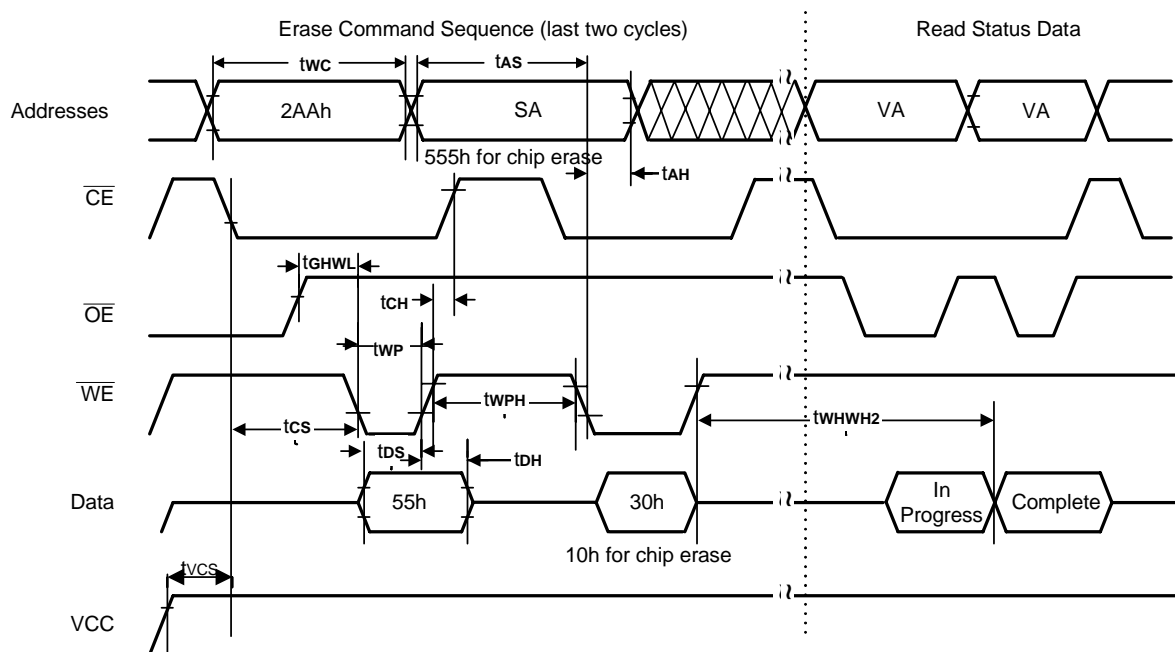 Erase Command Sequence (last two cycles)
Read Status Data
tWC
tAS
Addresses
2AAh
SA
VA
VA
555h for chip erase
tAH
CE
tGHWL
tCH
OE
tWP
WE
tWPH
tCS
tWHWH2
tDS
tDH
Data
55h
30h
In
Progress
Complete
10h for chip erase
tVCS
VCC